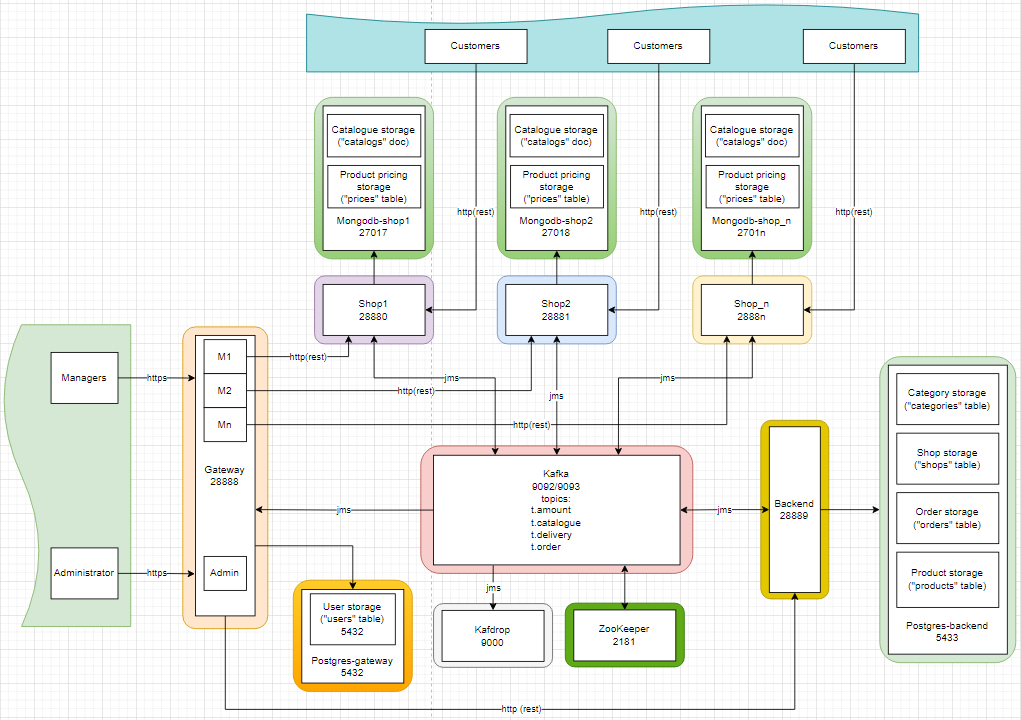 Customers
Customers
Customers
Catalogue storage
("catalogs" doc)
Product pricing
storage
("prices" table)
Mongodb-shop1
27017
Catalogue storage
("catalogs" doc)
Product pricing
storage
("prices" table)
Mongodb-shop2
27018
Catalogue storage
("catalogs" doc)
Product pricing
storage
("prices" table)
Mongodb-shop_n
2701n
http(rest)
http(rest)
http(rest)
Shop1
28880
Shop2
28881
Shop_n
2888n
Managers
https
M1
M2
Mn
Gateway
28888
Admin
http(rest)
http(rest)
http(rest)
jms
jms
jms
Kafka
9092/9093
topics:
t.amount
t.catalogue
t.delivery
t.order
jms
jms
Backend
28889
Category storage
("categories" table)
Shop storage
("shops" table)
Order storage
("orders" table)
Product storage
("products" table)
Postgres-backend
5433
Administrator
https
User storage
("users" table)
5432
Postgres-gateway
5432
jms
Kafdrop
9000
ZooKeeper
2181
http (rest)